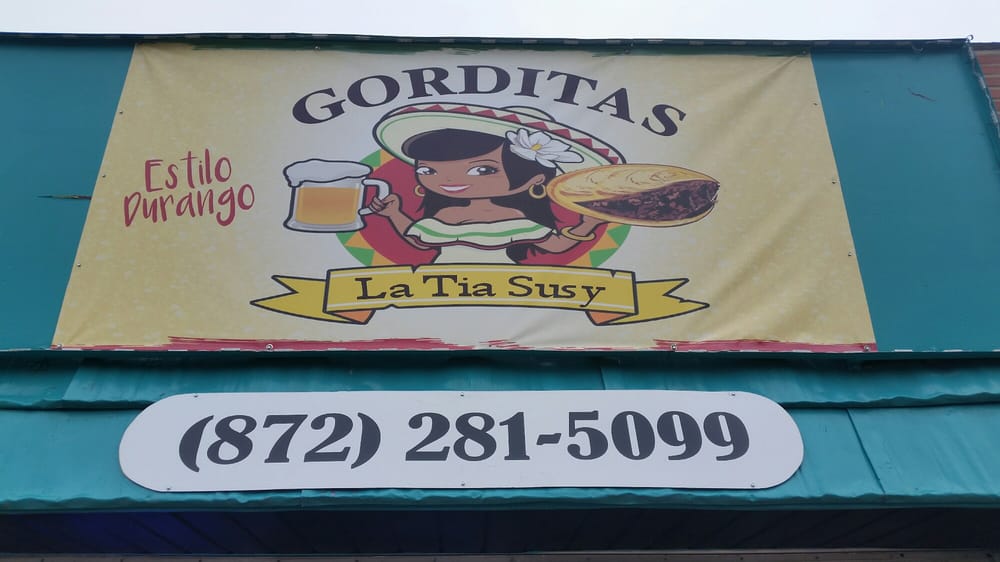 GORDITAS
Estilo
Durango
La Tia Susy
(872) 281-5099